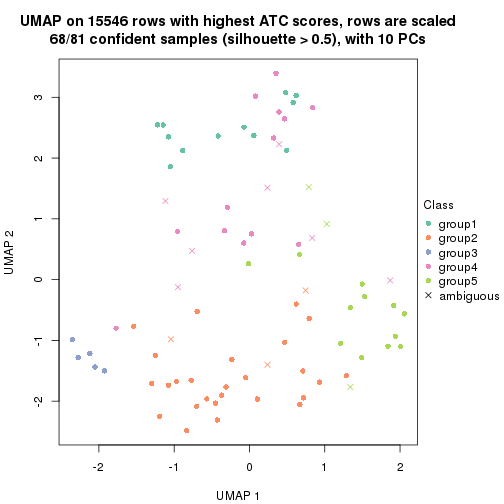 UMAP on 15546 rows with highest ATC scores, rows are scaled
68/81 confident samples (silhouette > 0.5), with 10 PCs
3
2
1
0
-1
-2
UMAP 2
-2
-1
0
1
2
UMAP 1
Class
group1
group2
group3
group4
group5
ambiguous